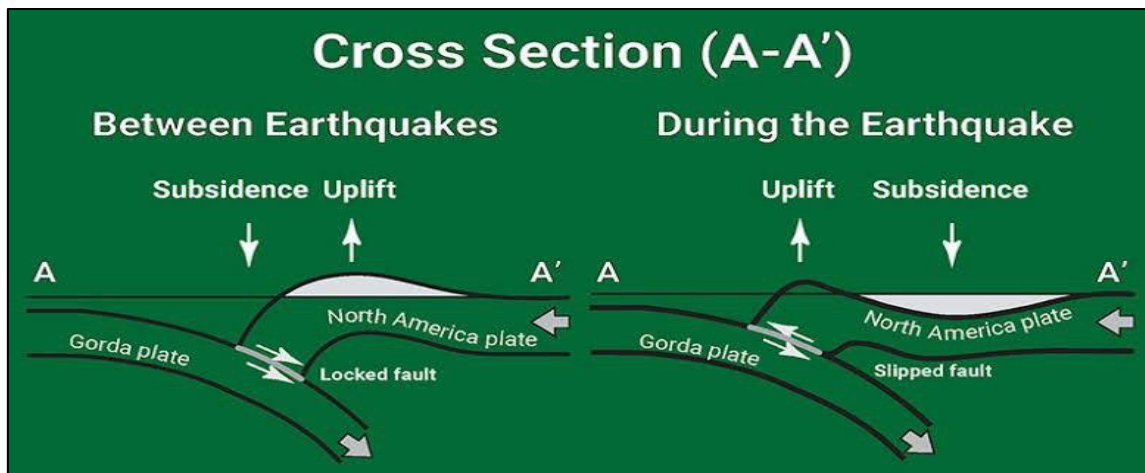 Cross Section (A-A')
Between Earthquakes
During the Earthquake
Subsidence Uplift
Uplift Subsidence
A A'
A A'
Gorda plate
North America plate
Locked fault
Gorda plate
North America plate
Slipped fault